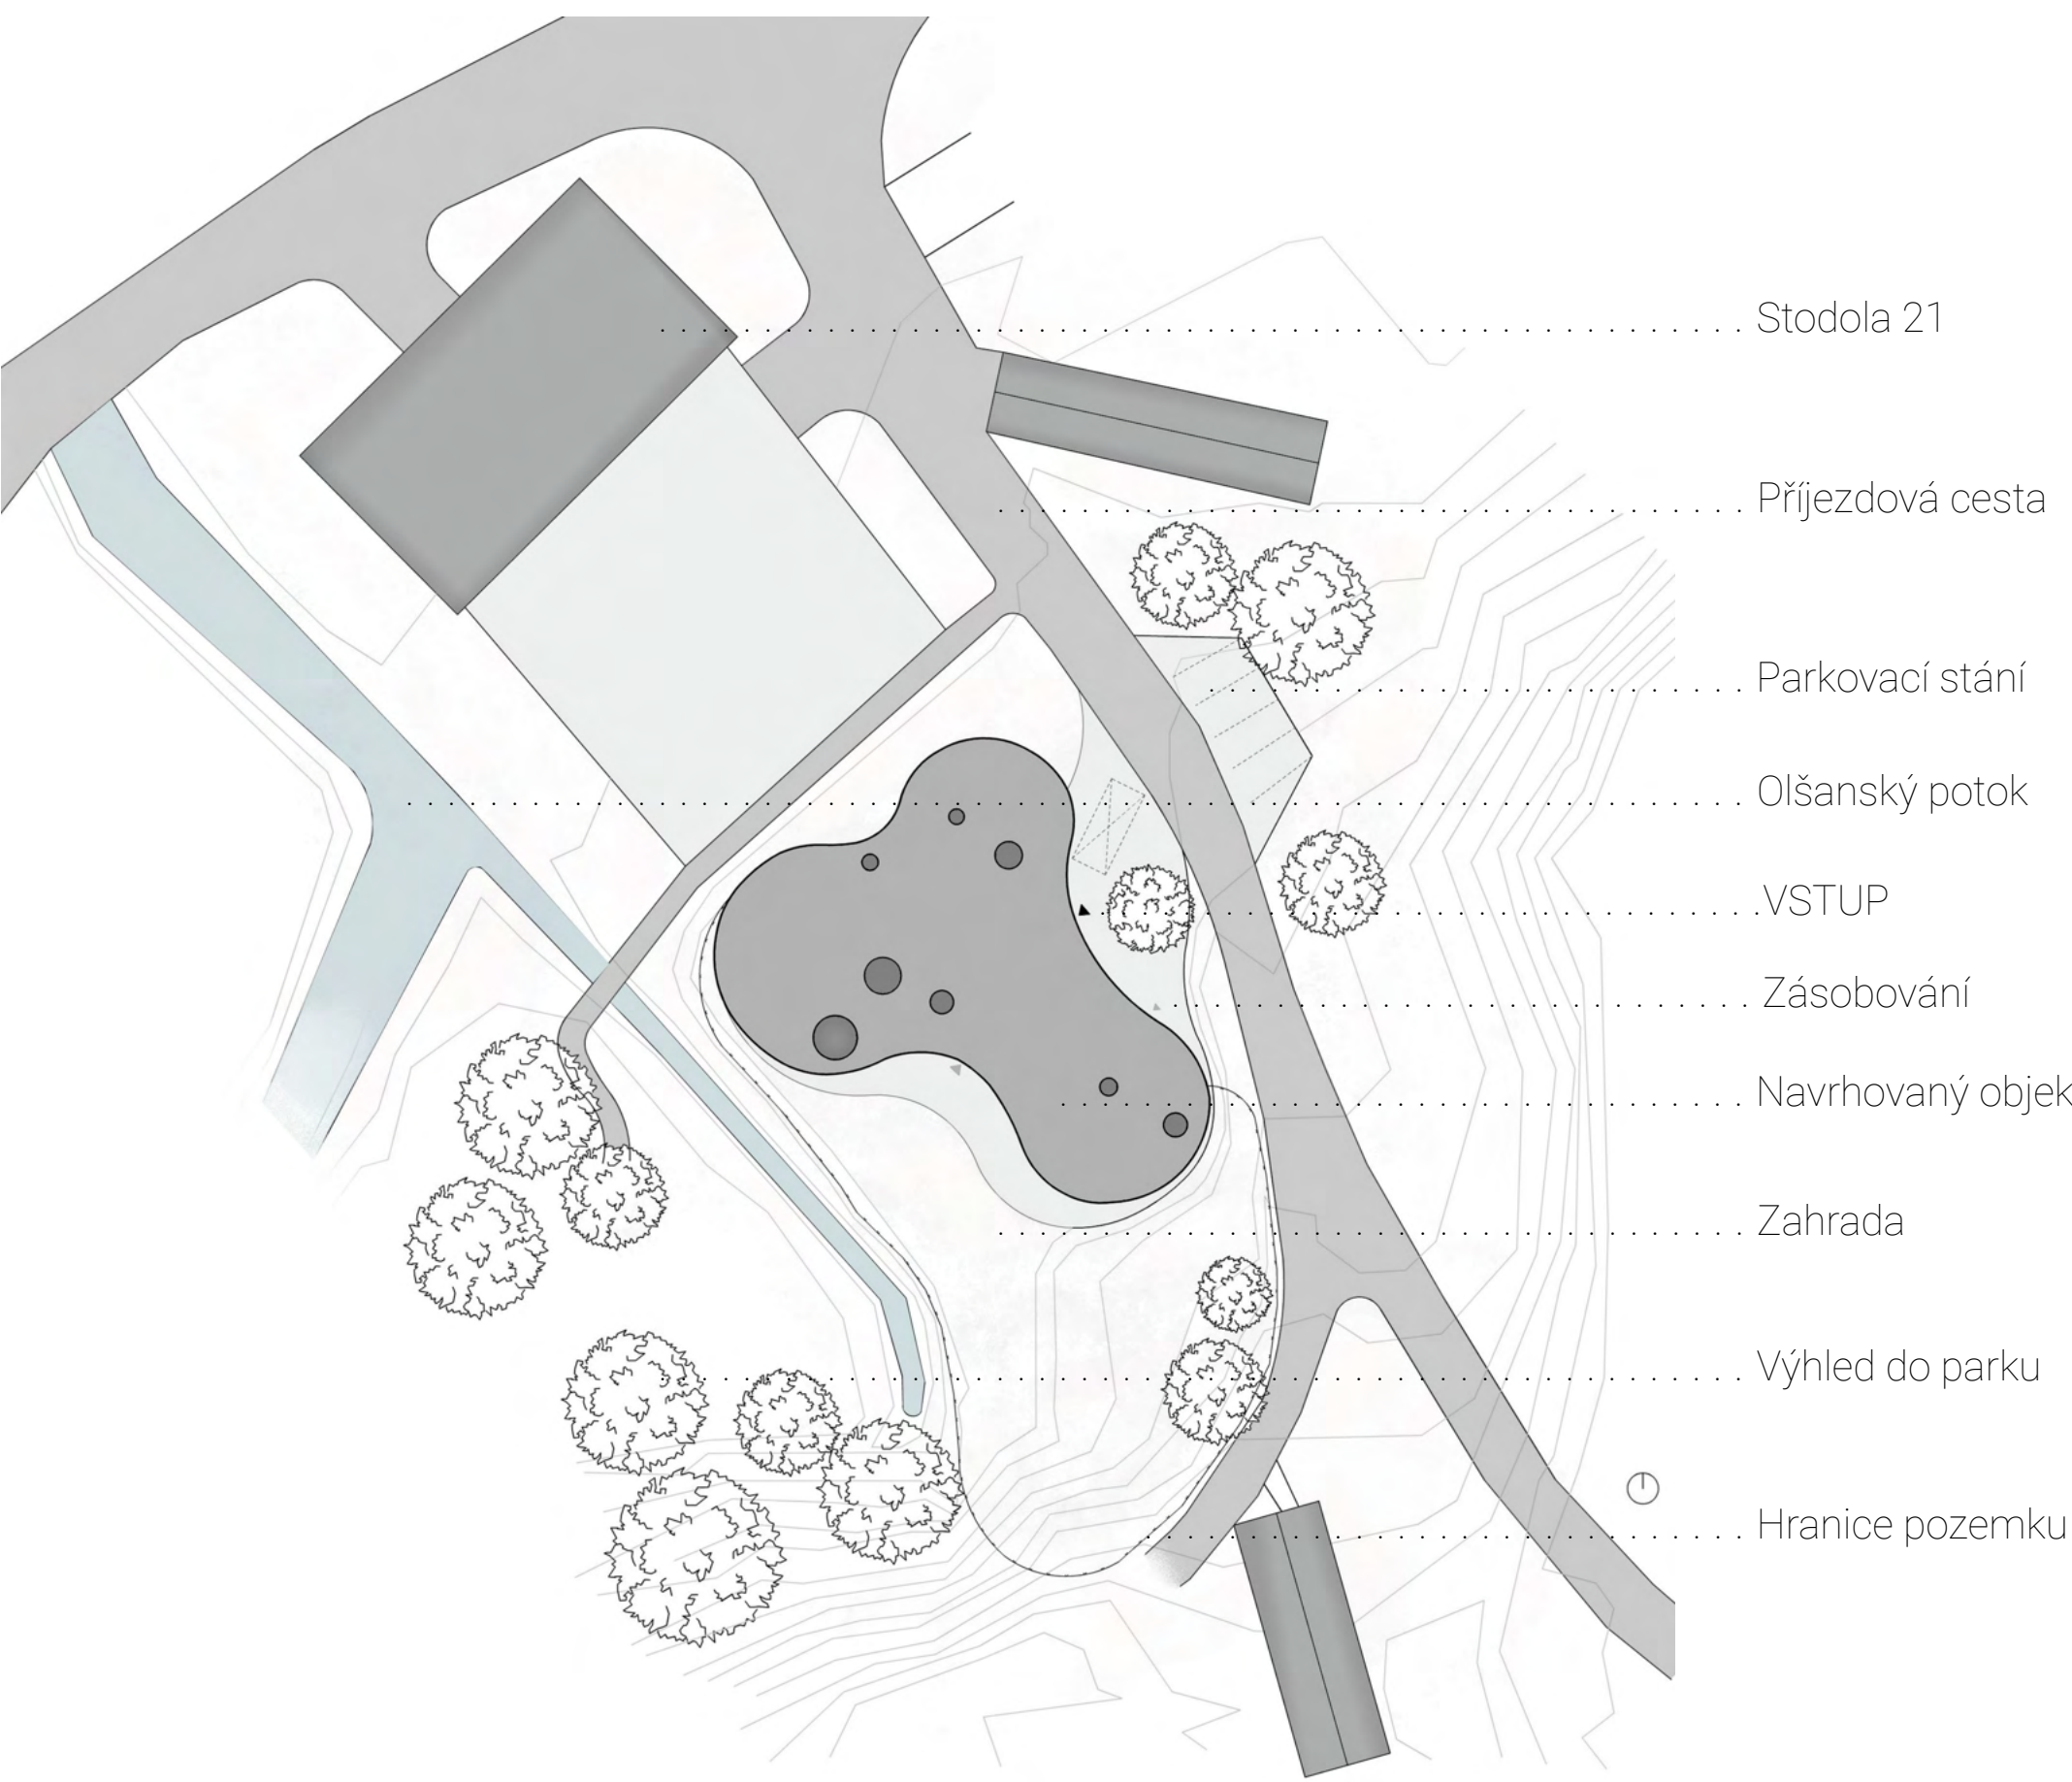 Stodola 21
Příjezdová cesta
Parkovací stání
Olšanský potok
VSTUP
Zásobování
Navrhovaný objek
Zahrada
Výhled do parku
Hranice pozemku